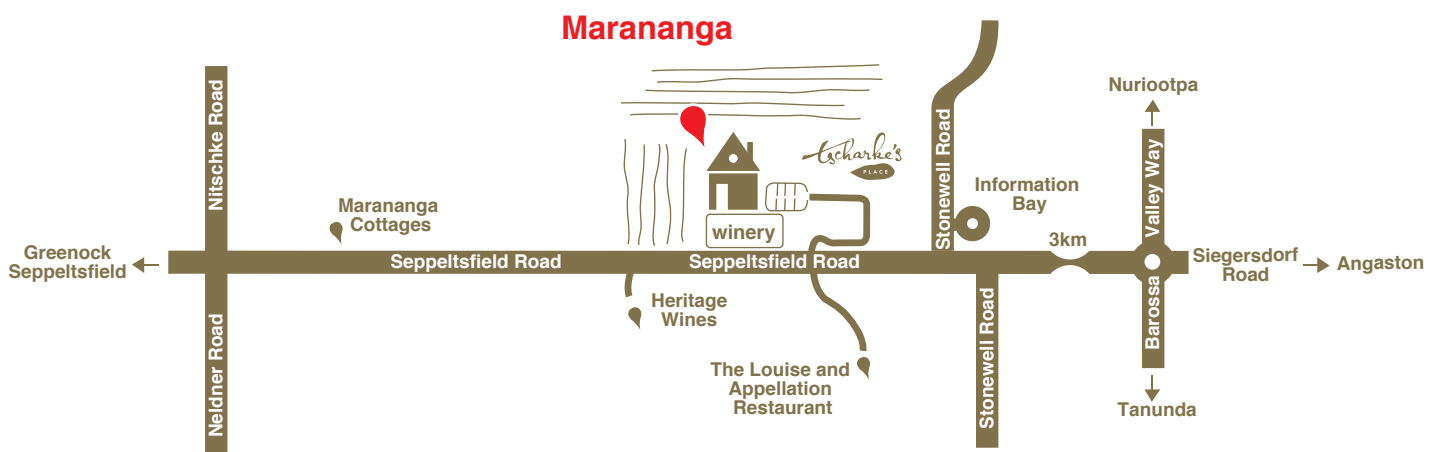 Marananga
Nitschke Road
Neldner Road
Greenock
Seppeltsfield
Marananga
Cottages
Seppeltsfield Road
Seppeltsfield Road
winery
tscharke's
PLACE
Heritage
Wines
The Louise and
Appellation
Restaurant
Stonewell Road
Stonewell Road
Information
Bay
3km
Nuriootpa
Barossa Valley Way
Tanunda
Siegersdorf
Road
Angaston